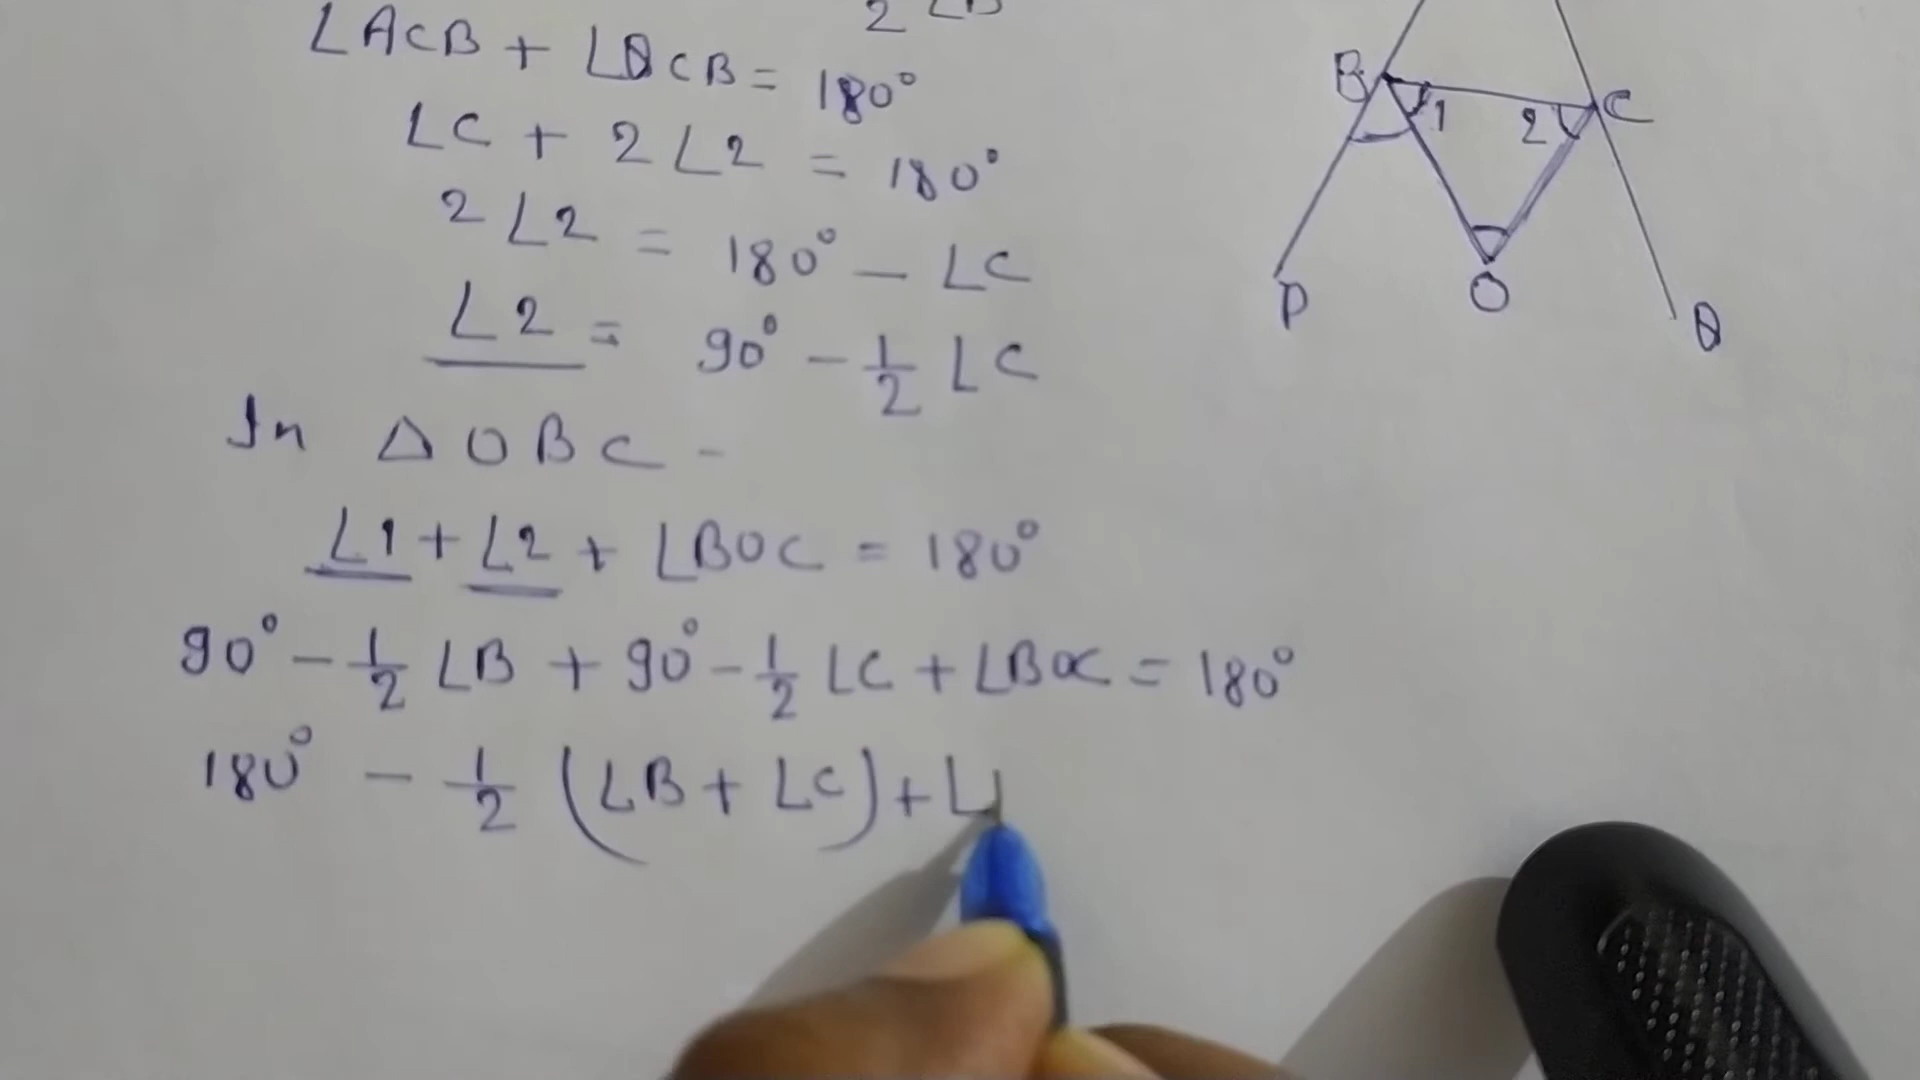 2 ∠B
∠ACB + ∠QCB = 180°
∠C + 2∠2 = 180°
2∠2 = 180° - ∠C
∠2 = 90° - 1/2 ∠C
In △OBC -
∠1 + ∠2 + ∠BOC = 180°
90° - 1/2 ∠B + 90° - 1/2 ∠C + ∠BOC = 180°
180° - 1/2 (∠B + ∠C) + ∠
B
C
1
2
P
O
Q